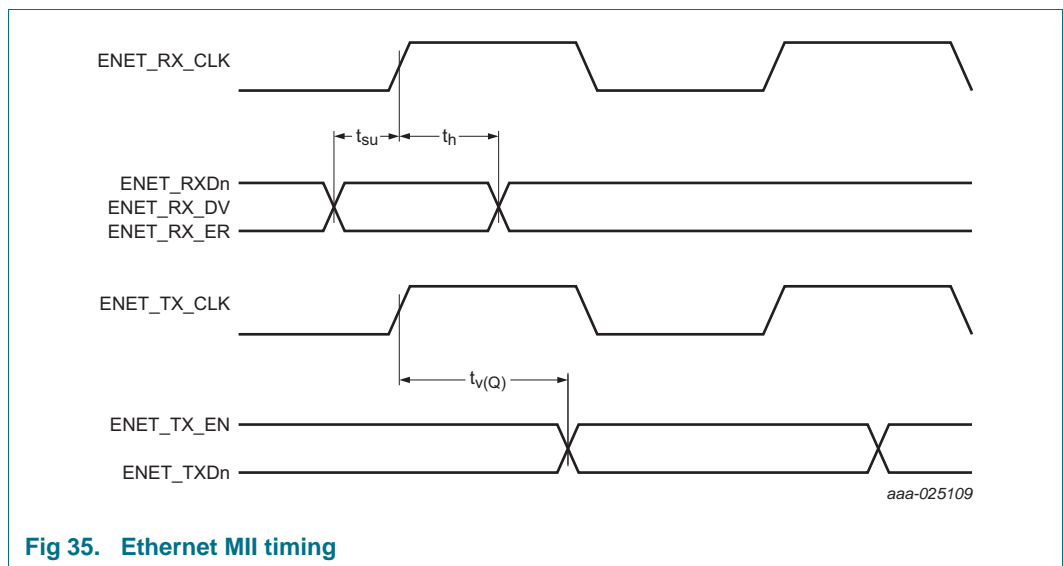 ENET_RX_CLK
tsu
th
ENET_RXDn
ENET_RX_DV
ENET_RX_ER
ENET_TX_CLK
tv(Q)
ENET_TX_EN
ENET_TXDn
aaa-025109
Fig 35. Ethernet MII timing